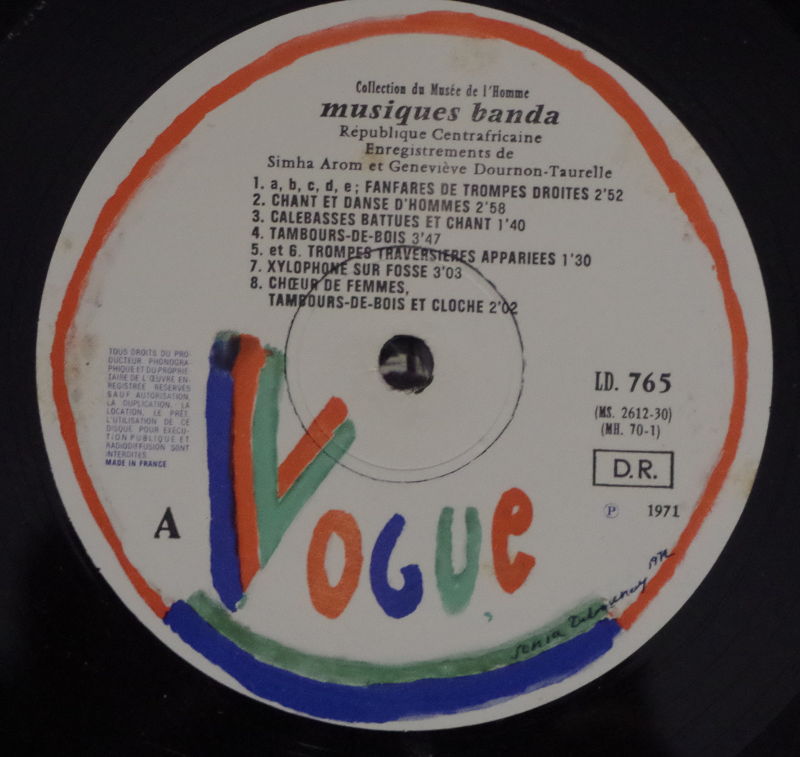 Collection du Musée de l'Homme
musiques banda
République Centrafricaine
Enregistrements de
Simha Arom et Geneviève Dournon-Taurelle
1. a, b, c, d, e; FANFARES DE TROMPES DROITES 2'52
2. CHANT ET DANSE D'HOMMES 2'58
3. CALEBASSES BATTUES ET CHANT 1'40
4. TAMBOURS-DE-BOIS 3'47
5. et 6. TROMPES TRAVERSIERES APPARIEES 1'30
7. XYLOPHONE SUR FOSSE 3'03
8. CHŒUR DE FEMMES,
TAMBOURS-DE-BOIS ET CLOCHE 2'02
TOUS DROITS DU PRO-
DUCTEUR PHONOGRA-
PHIQUE ET DU PROPRIE-
TAIRE DE L'ŒUVRE EN-
REGISTREE RESERVES
SAUF AUTORISATION,
LA DUPLICATION, LA
LOCATION, LE PRET,
L'UTILISATION DE CE
DISQUE POUR EXECU-
TION PUBLIQUE ET
RADIODIFFUSION SONT
INTERDITES
MADE IN FRANCE
LD. 765
(MS. 2612-30)
(MH. 70-1)
D.R.
℗ 1971
A
VOGUE
Sonia Delaunay 1972